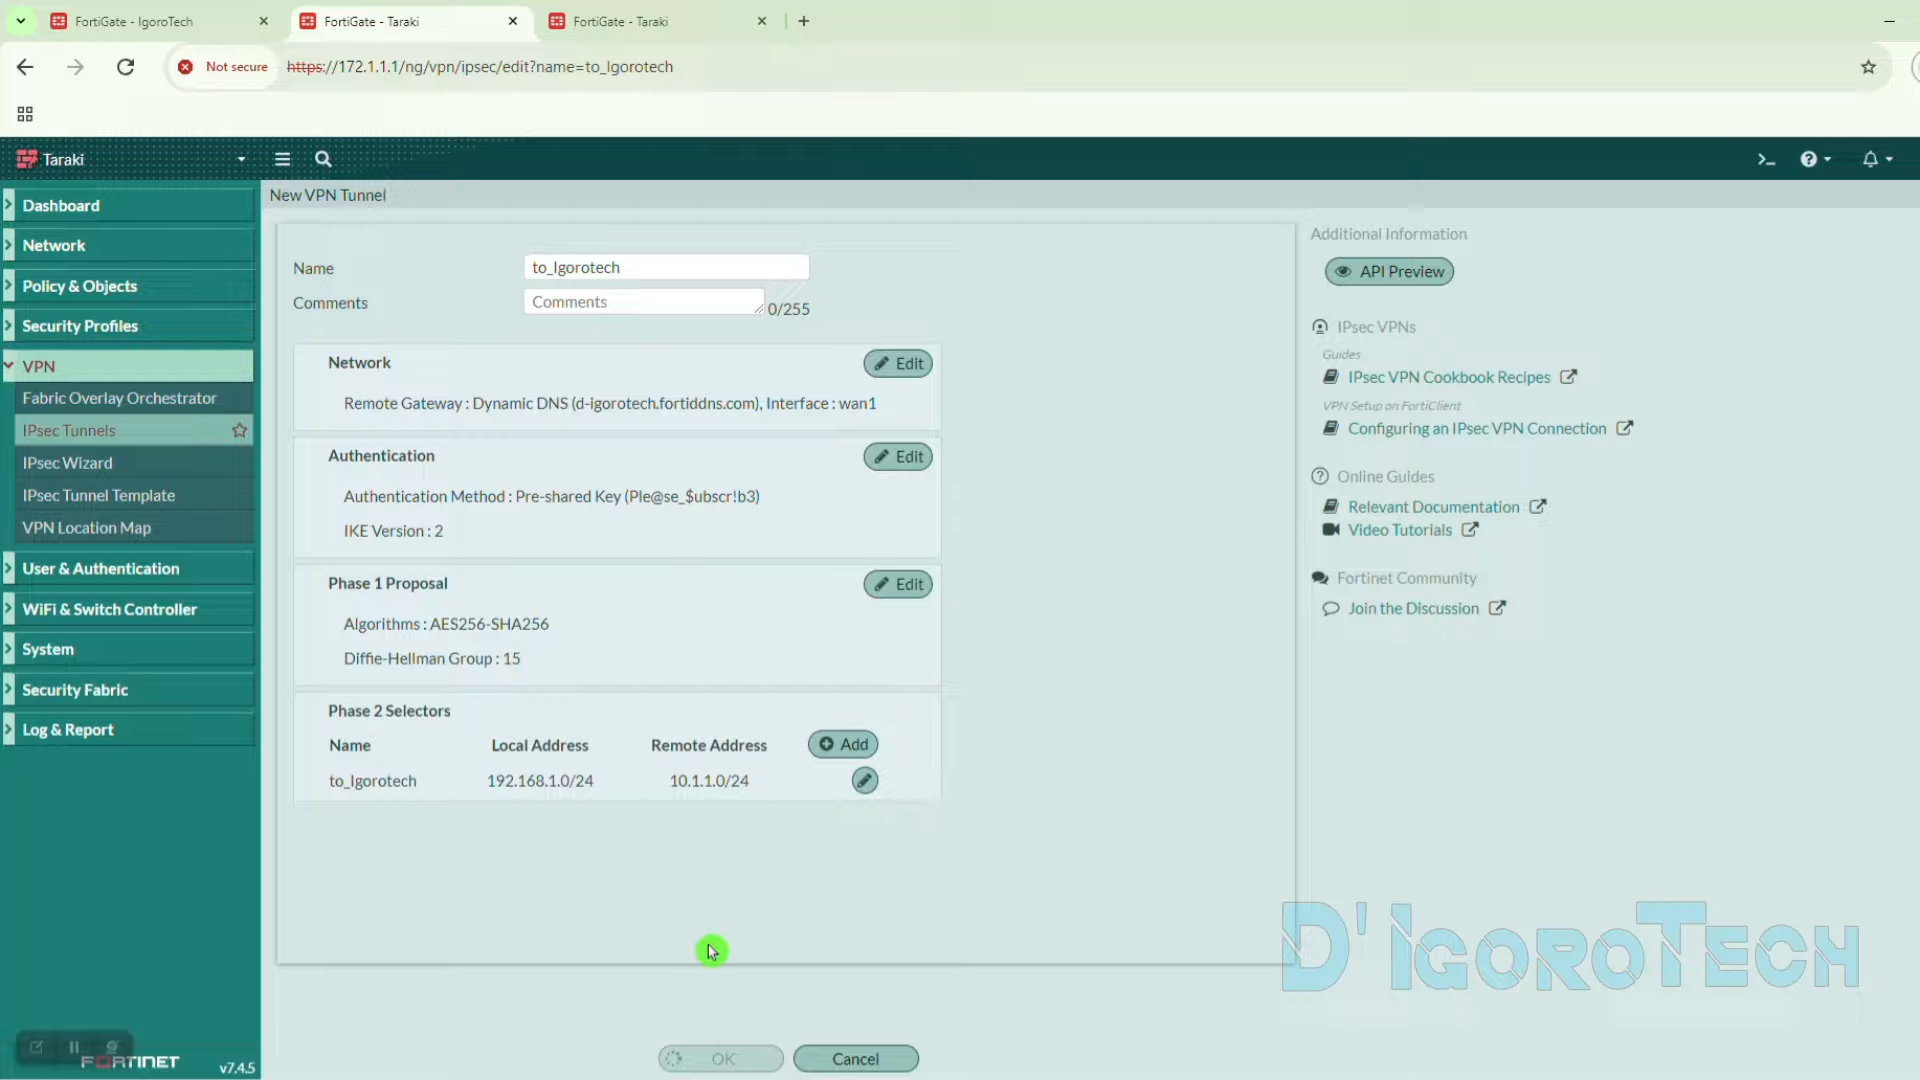 FortiGate - IgoroTech
FortiGate - Taraki
FortiGate - Taraki
Not secure
https://172.1.1.1/ng/vpn/ipsec/edit?name=to_Igorotech
Taraki
Dashboard
Network
Policy & Objects
Security Profiles
VPN
Fabric Overlay Orchestrator
IPsec Tunnels
IPsec Wizard
IPsec Tunnel Template
VPN Location Map
User & Authentication
WiFi & Switch Controller
System
Security Fabric
Log & Report
FORTINET
v7.4.5
New VPN Tunnel
Name
to_Igorotech
Comments
Comments
0/255
Network
Edit
Remote Gateway : Dynamic DNS (d-igorotech.fortiddns.com), Interface : wan1
Authentication
Edit
Authentication Method : Pre-shared Key (Ple@se_$ubscr!b3)
IKE Version : 2
Phase 1 Proposal
Edit
Algorithms : AES256-SHA256
Diffie-Hellman Group : 15
Phase 2 Selectors
Name Local Address Remote Address Add
to_Igorotech 192.168.1.0/24 10.1.1.0/24
OK
Cancel
Additional Information
API Preview
IPsec VPNs
Guides
IPsec VPN Cookbook Recipes
VPN Setup on FortiClient
Configuring an IPsec VPN Connection
Online Guides
Relevant Documentation
Video Tutorials
Fortinet Community
Join the Discussion
D'IGOROTECH